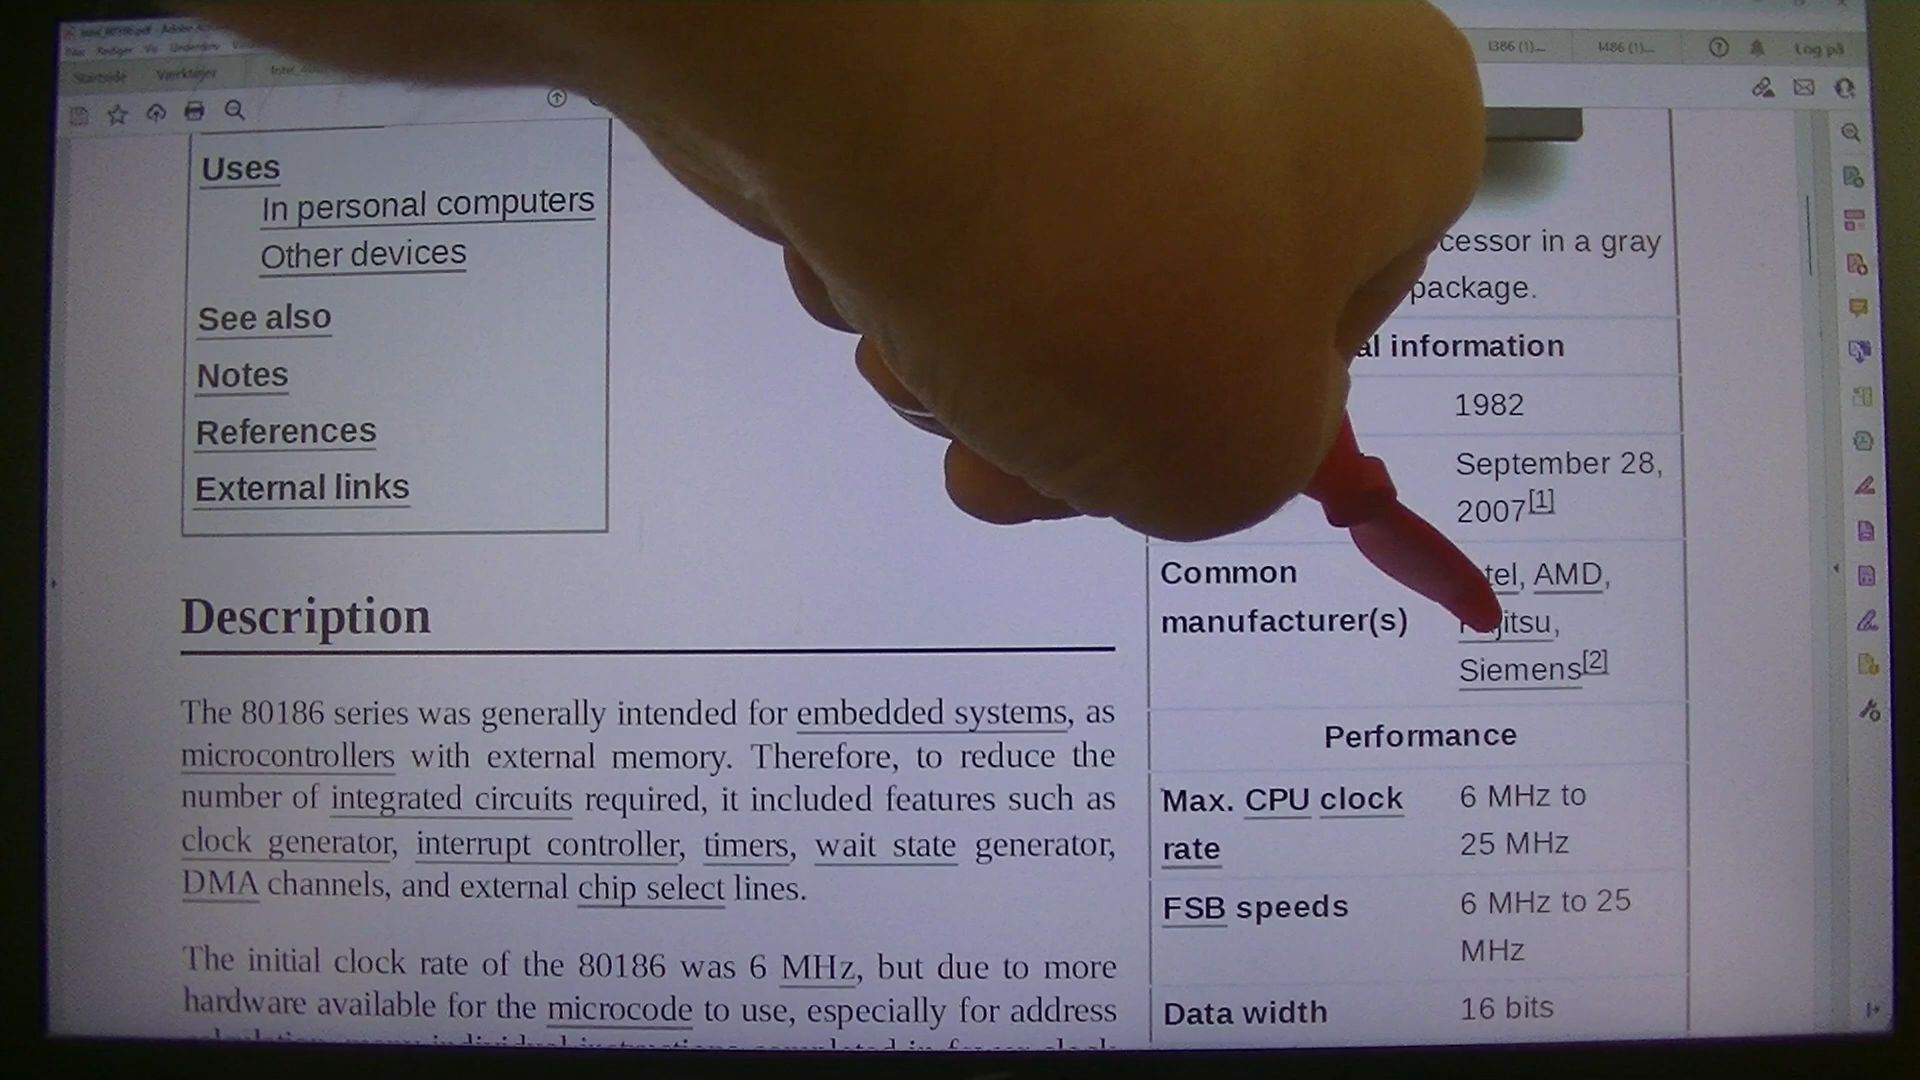 Startside Værktøjer
I386 (1)... I486 (1)... Log på
Uses
In personal computers
Other devices
See also
Notes
References
External links
Description
The 80186 series was generally intended for embedded systems, as
microcontrollers with external memory. Therefore, to reduce the
number of integrated circuits required, it included features such as
clock generator, interrupt controller, timers, wait state generator,
DMA channels, and external chip select lines.
The initial clock rate of the 80186 was 6 MHz, but due to more
hardware available for the microcode to use, especially for address
in a gray
package.
information
1982
September 28,
2007[1]
Common
manufacturer(s)
AMD,
Siemens[2]
Performance
Max. CPU clock
rate
6 MHz to
25 MHz
FSB speeds
6 MHz to 25
MHz
Data width
16 bits